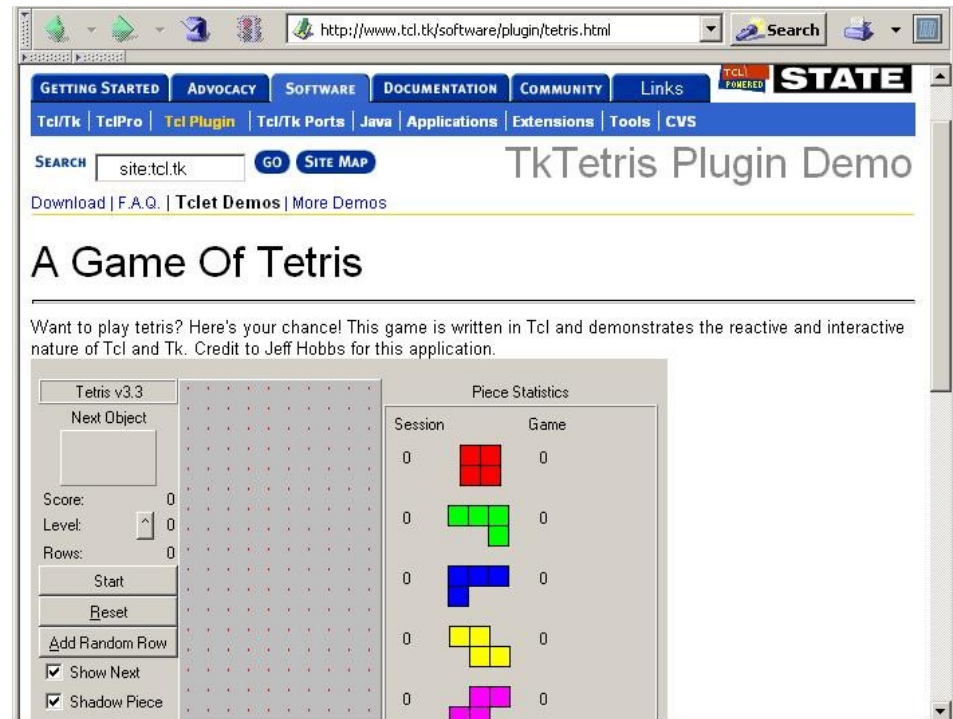 http://www.tcl.tk/software/plugin/tetris.html Search
GETTING STARTED ADVOCACY SOFTWARE DOCUMENTATION COMMUNITY Links TCL POWERED STATE
Tcl/Tk | TclPro | Tcl Plugin | Tcl/Tk Ports | Java | Applications | Extensions | Tools | CVS
SEARCH site:tcl.tk GO SITE MAP TkTetris Plugin Demo
Download | F.A.Q. | Tclet Demos | More Demos
A Game Of Tetris
Want to play tetris? Here's your chance! This game is written in Tcl and demonstrates the reactive and interactive
nature of Tcl and Tk. Credit to Jeff Hobbs for this application.
Tetris v3.3
Next Object
Score: 0
Level: ^ 0
Rows: 0
Start
Reset
Add Random Row
Show Next
Shadow Piece
Piece Statistics
Session Game
0 0
0 0
0 0
0 0
0 0